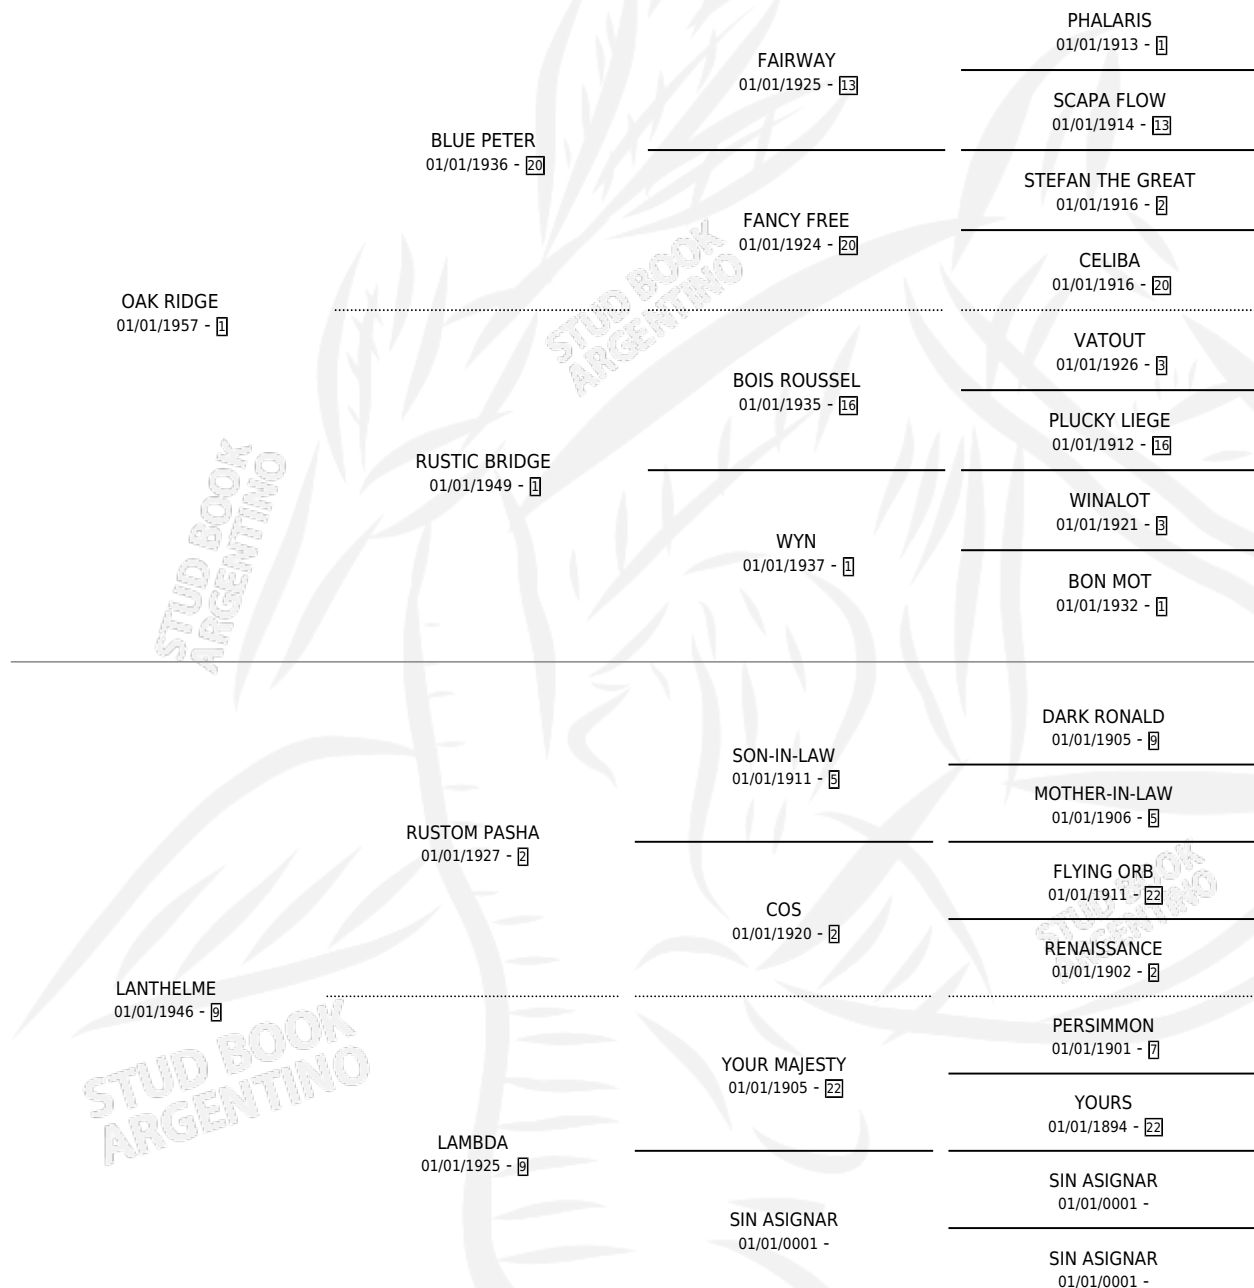 PHALARIS
01/01/1913 - 1
FAIRWAY
01/01/1925 - 13
SCAPA FLOW
01/01/1914 - 13
BLUE PETER
01/01/1936 - 20
STEFAN THE GREAT
01/01/1916 - 2
FANCY FREE
01/01/1924 - 20
CELIBA
01/01/1916 - 20
OAK RIDGE
01/01/1957 - 1
VATOUT
01/01/1926 - 3
BOIS ROUSSEL
01/01/1935 - 16
PLUCKY LIEGE
01/01/1912 - 16
RUSTIC BRIDGE
01/01/1949 - 1
WINALOT
01/01/1921 - 3
WYN
01/01/1937 - 1
BON MOT
01/01/1932 - 1
DARK RONALD
01/01/1905 - 9
SON-IN-LAW
01/01/1911 - 5
MOTHER-IN-LAW
01/01/1906 - 5
RUSTOM PASHA
01/01/1927 - 2
FLYING ORB
01/01/1911 - 22
COS
01/01/1920 - 2
RENAISSANCE
01/01/1902 - 2
LANTHELME
01/01/1946 - 9
PERSIMMON
01/01/1901 - 7
YOUR MAJESTY
01/01/1905 - 22
YOURS
01/01/1894 - 22
LAMBDA
01/01/1925 - 9
SIN ASIGNAR
01/01/0001 -
SIN ASIGNAR
01/01/0001 -
SIN ASIGNAR
01/01/0001 -
STUD BOOK
ARGENTINO
STUD BOOK
ARGENTINO
STUD BOOK
ARGENTINO
STUD BOOK
ARGENTINO